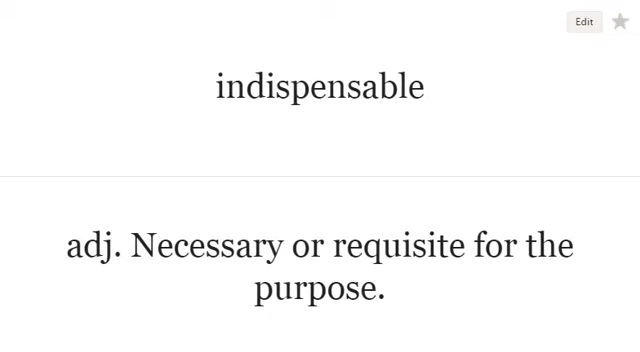 Edit
indispensable
adj. Necessary or requisite for the
purpose.